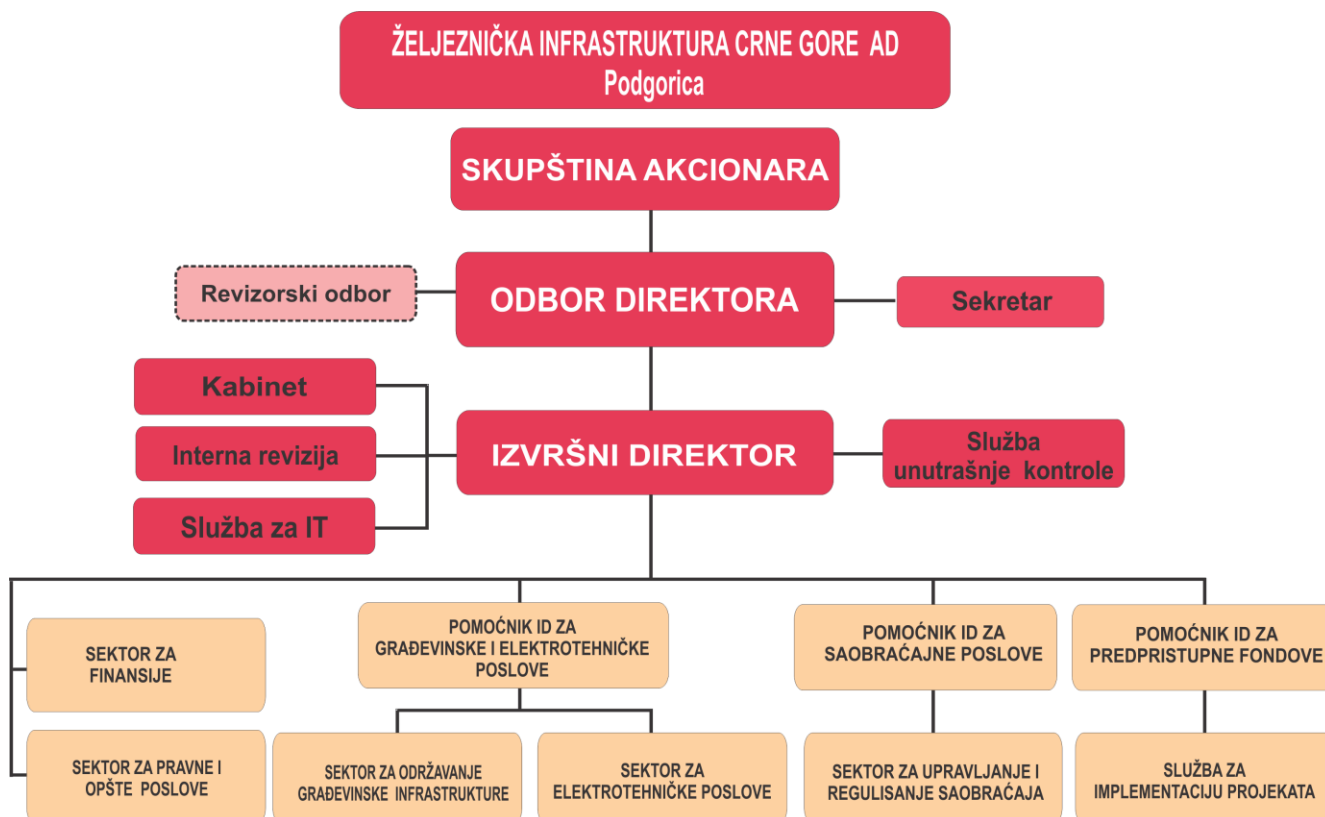 ŽELJEZNIČKA INFRASTRUKTURA CRNE GORE AD
Podgorica
SKUPŠTINA AKCIONARA
Revizorski odbor
ODBOR DIREKTORA
Sekretar
Kabinet
Interna revizija
Služba za IT
IZVRŠNI DIREKTOR
Služba
unutrašnje kontrole
SEKTOR ZA
FINANSIJE
POMOĆNIK ID ZA
GRAĐEVINSKE I ELEKTROTEHNIČKE
POSLOVE
POMOĆNIK ID ZA
SAOBRAĆAJNE POSLOVE
POMOĆNIK ID ZA
PREDPRISTUPNE FONDOVE
SEKTOR ZA PRAVNE I
OPŠTE POSLOVE
SEKTOR ZA ODRŽAVANJE
GRAĐEVINSKE INFRASTRUKTURE
SEKTOR ZA
ELEKTROTEHNIČKE POSLOVE
SEKTOR ZA UPRAVLJANJE I
REGULISANJE SAOBRAĆAJA
SLUŽBA ZA
IMPLEMENTACIJU PROJEKATA